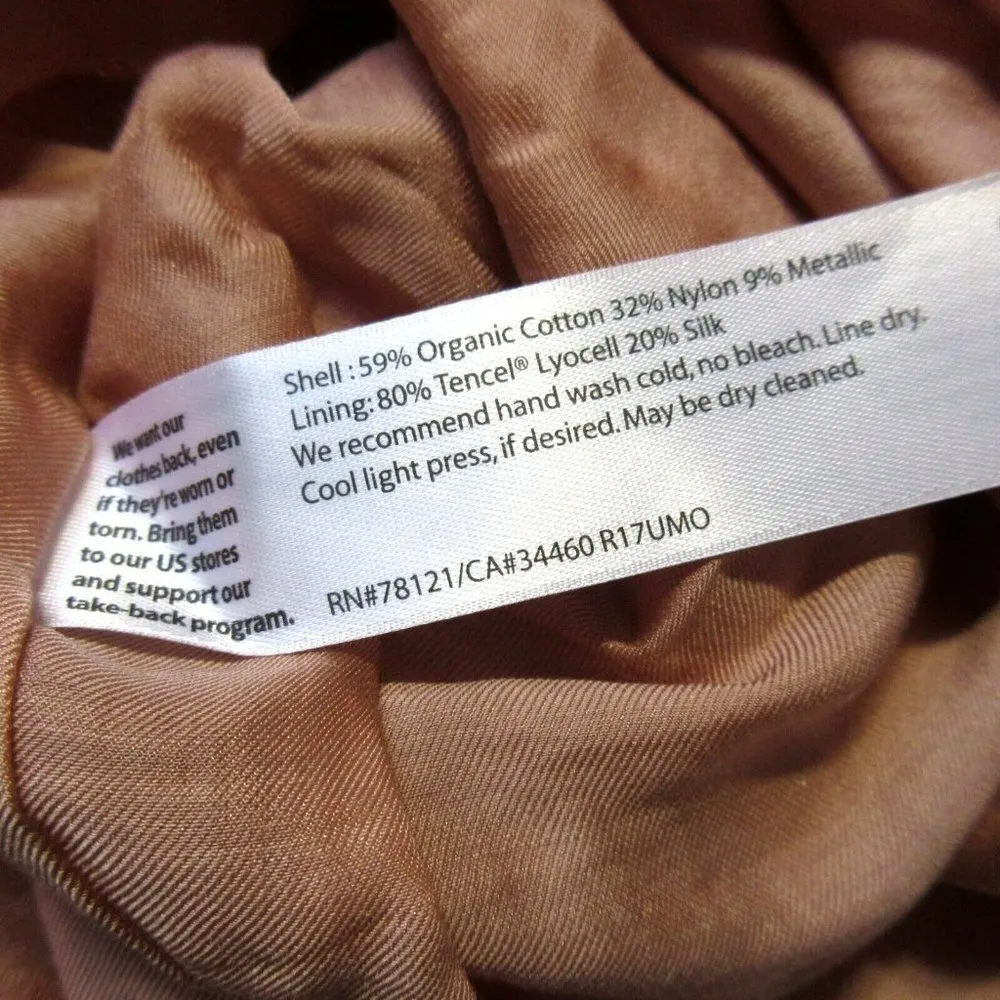 We want our
clothes back, even
if they're worn or
torn. Bring them
to our US stores
and support our
take-back program.
Shell : 59% Organic Cotton 32% Nylon 9% Metallic
Lining: 80% Tencel® Lyocell 20% Silk
We recommend hand wash cold, no bleach. Line dry.
Cool light press, if desired. May be dry cleaned.
RN#78121/CA#34460 R17UMO